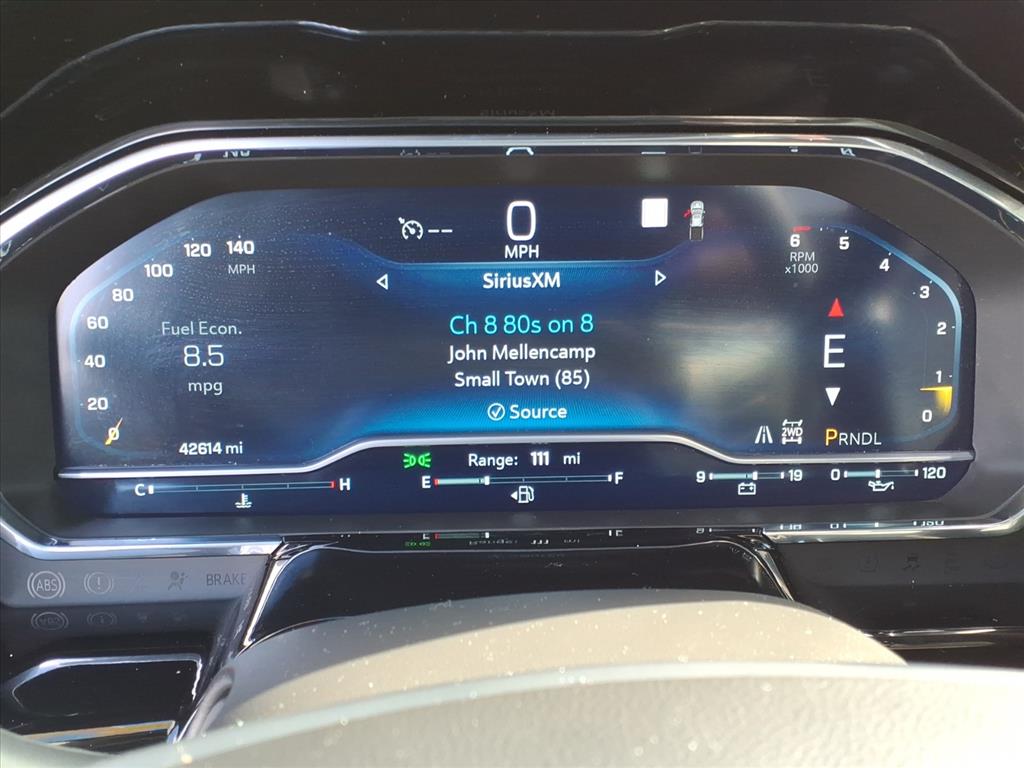 0
MPH
120 140
MPH
100
80
60
40
20
0
6
5
4
3
2
1
0
RPM
x1000
SiriusXM
Ch 8 80s on 8
John Mellencamp
Small Town (85)
Source
Fuel Econ.
8.5
mpg
42614 mi
E
2WD
PRNDL
Range: 111 mi
C H
E F
9 19
0 120
ABS
BRAKE